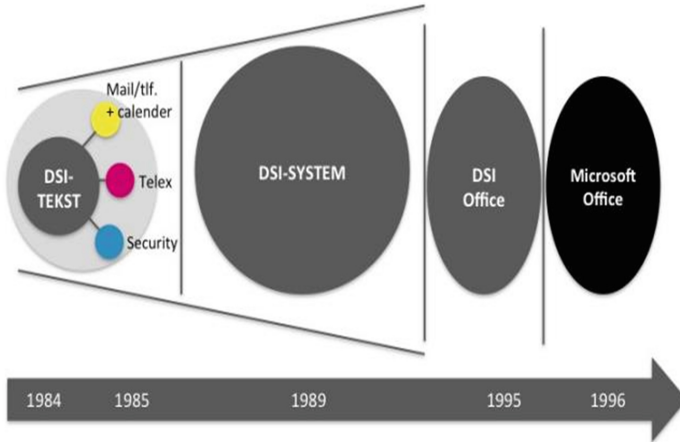 Mail/tlf.
+ calender
DSI-
TEKST
Telex
Security
DSI-SYSTEM
DSI
Office
Microsoft
Office
1984
1985
1989
1995
1996